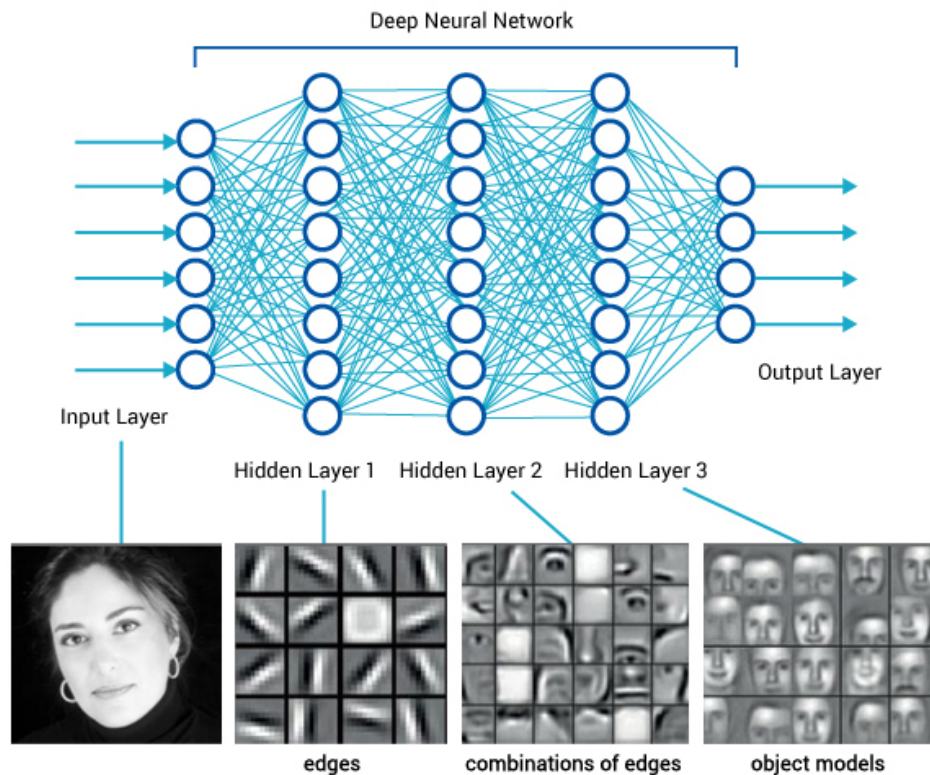 Deep Neural Network
Output Layer
Input Layer
Hidden Layer 1
Hidden Layer 2
Hidden Layer 3
edges
combinations of edges
object models